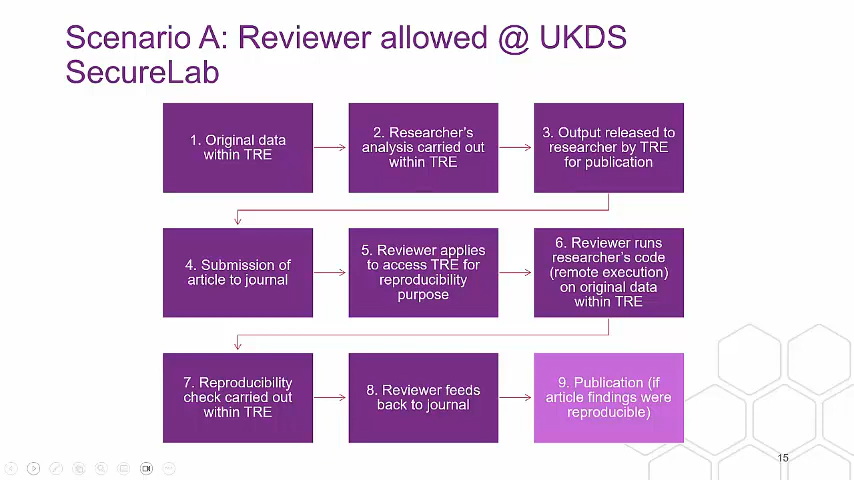 Scenario A: Reviewer allowed @ UKDS
SecureLab
1. Original data
within TRE
2. Researcher's
analysis carried out
within TRE
3. Output released to
researcher by TRE
for publication
4. Submission of
article to journal
5. Reviewer applies
to access TRE for
reproducibility
purpose
6. Reviewer runs
researcher's code
(remote execution)
on original data
within TRE
7. Reproducibility
check carried out
within TRE
8. Reviewer feeds
back to journal
9. Publication (if
article findings were
reproducible)
15